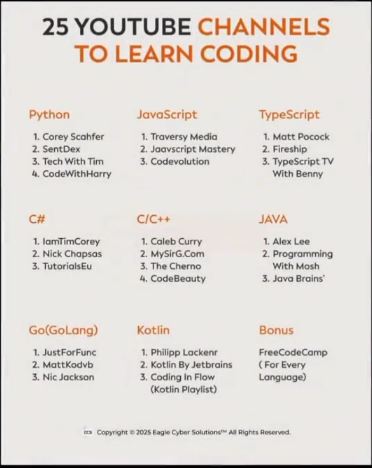 25 YOUTUBE CHANNELS
TO LEARN CODING
Python
1. Corey Scahfer
2. SentDex
3. Tech With Tim
4. CodeWithHarry
JavaScript
1. Traversy Media
2. Jaavscript Mastery
3. Codevolution
TypeScript
1. Matt Pocock
2. Fireship
3. TypeScript TV
With Benny
C#
1. IamTimCorey
2. Nick Chapsas
3. TutorialsEu
C/C++
1. Caleb Curry
2. MySirG.Com
3. The Cherno
4. CodeBeauty
JAVA
1. Alex Lee
2. Programming
With Mosh
3. Java Brains'
Go(GoLang)
1. JustForFunc
2. MattKodvb
3. Nic Jackson
Kotlin
1. Philipp Lackenr
2. Kotlin By Jetbrains
3. Coding In Flow
(Kotlin Playlist)
Bonus
FreeCodeCamp
( For Every
Language)
Copyright © 2025 Eagle Cyber Solutions™ All Rights Reserved.